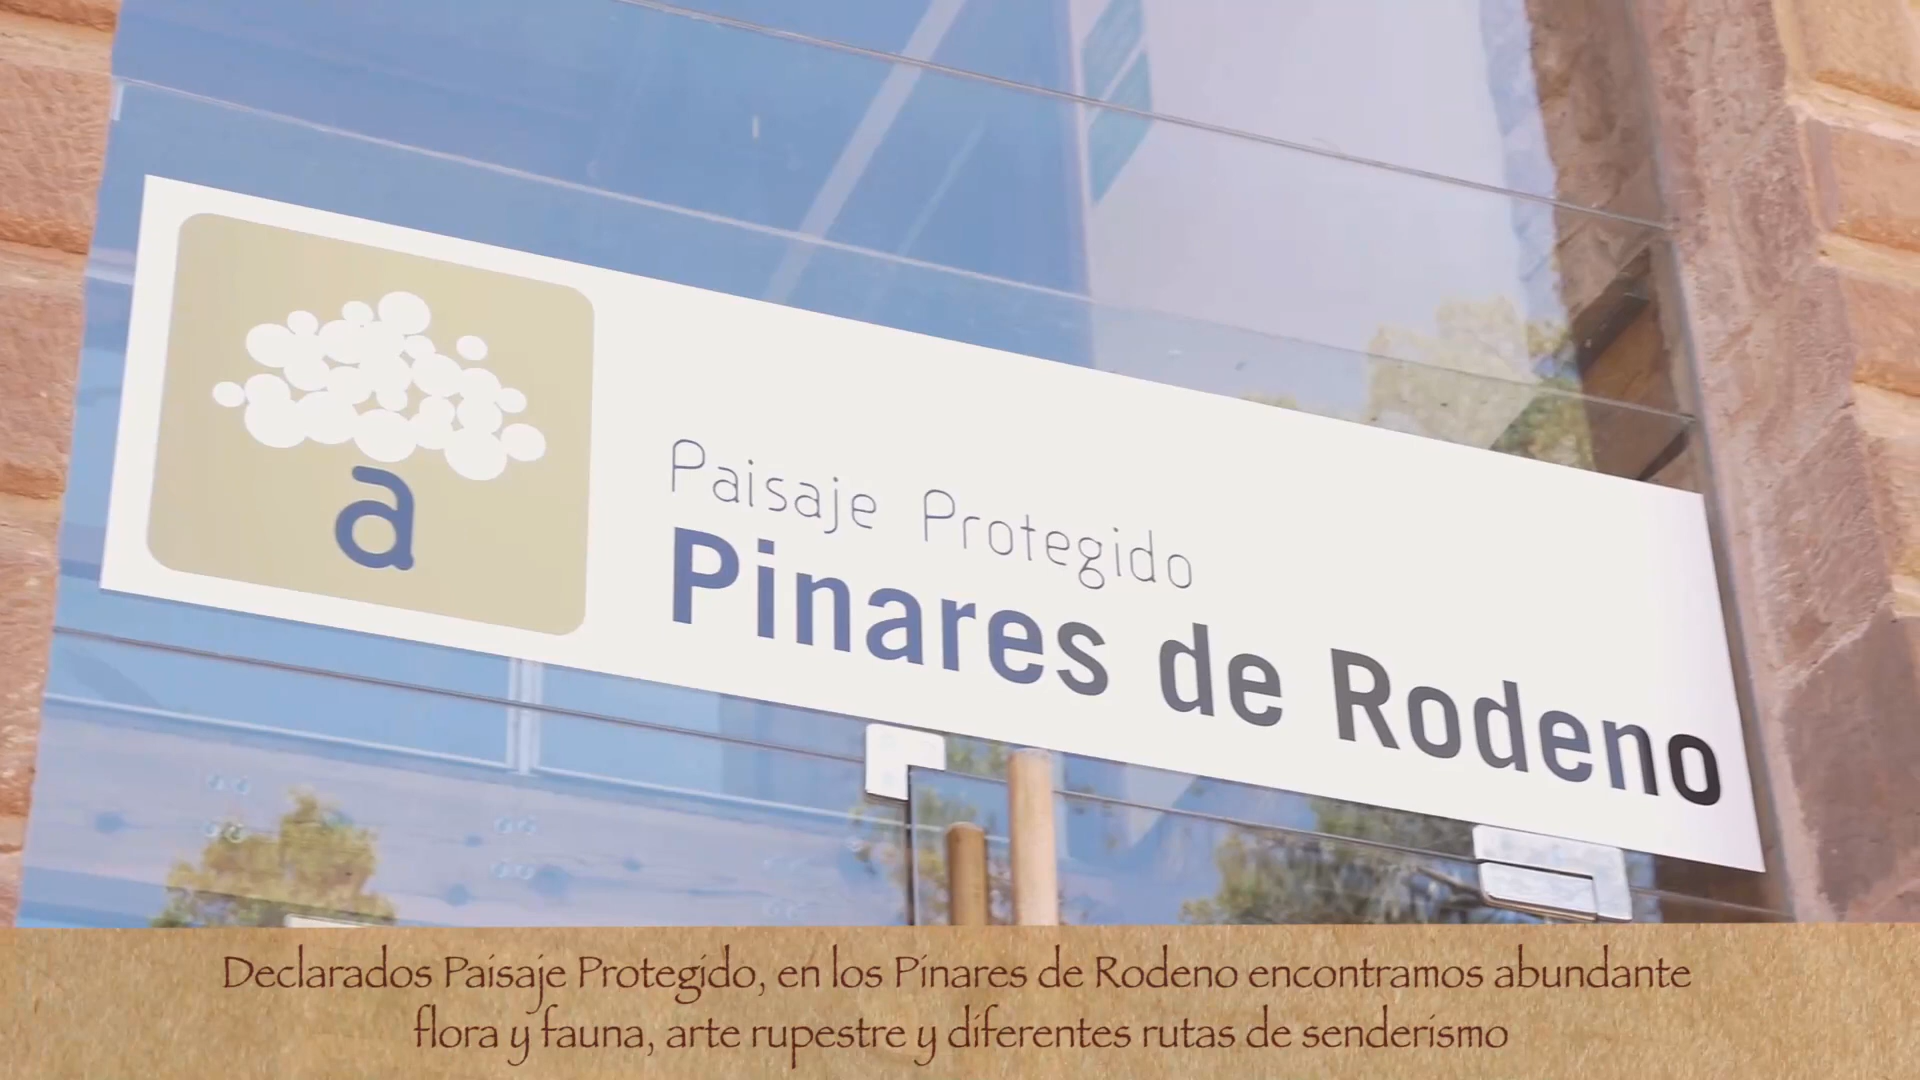 a
Paisaje Protegido
Pinares de Rodeno
Declarados Paisaje Protegido, en los Pinares de Rodeno encontramos abundante
flora y fauna, arte rupestre y diferentes rutas de senderismo